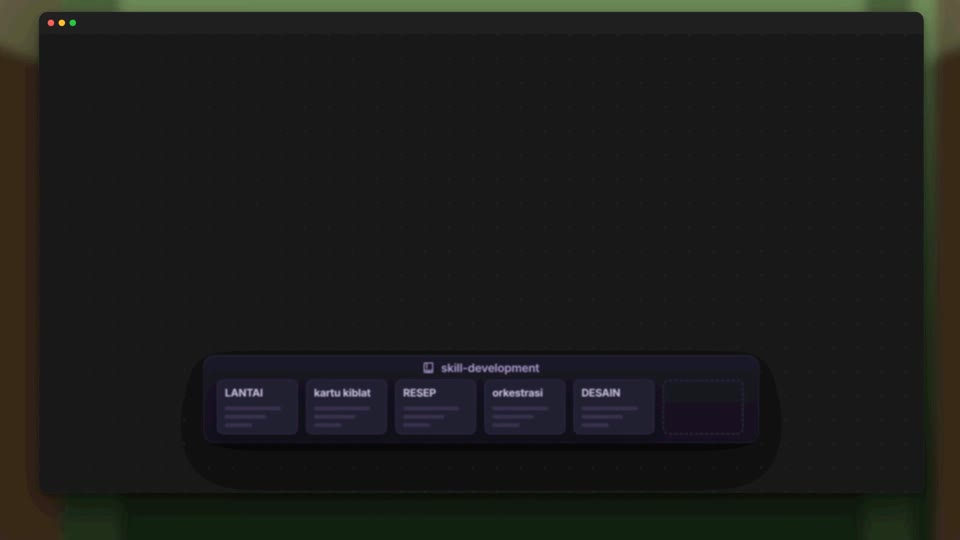 skill-development
LANTAI
kartu kiblat
RESEP
orkestrasi
DESAIN